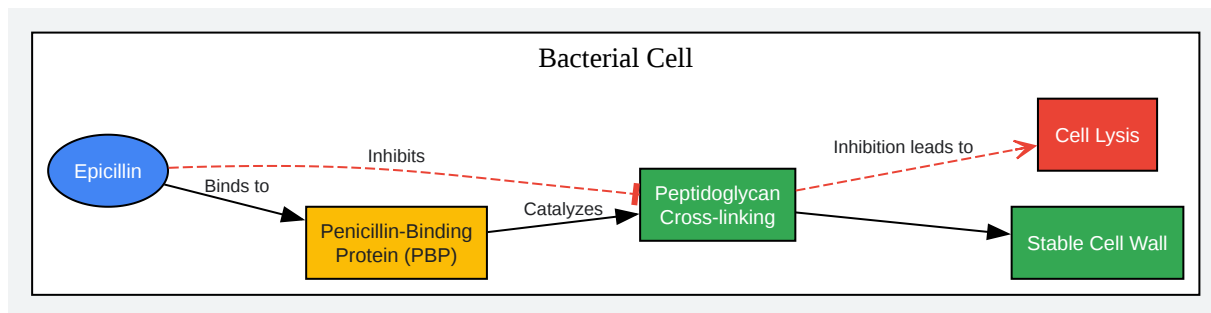 Bacterial Cell
Epicillin
Inhibits
Binds to
Penicillin-Binding
Protein (PBP)
Catalyzes
Peptidoglycan
Cross-linking
Inhibition leads to
Cell Lysis
Stable Cell Wall